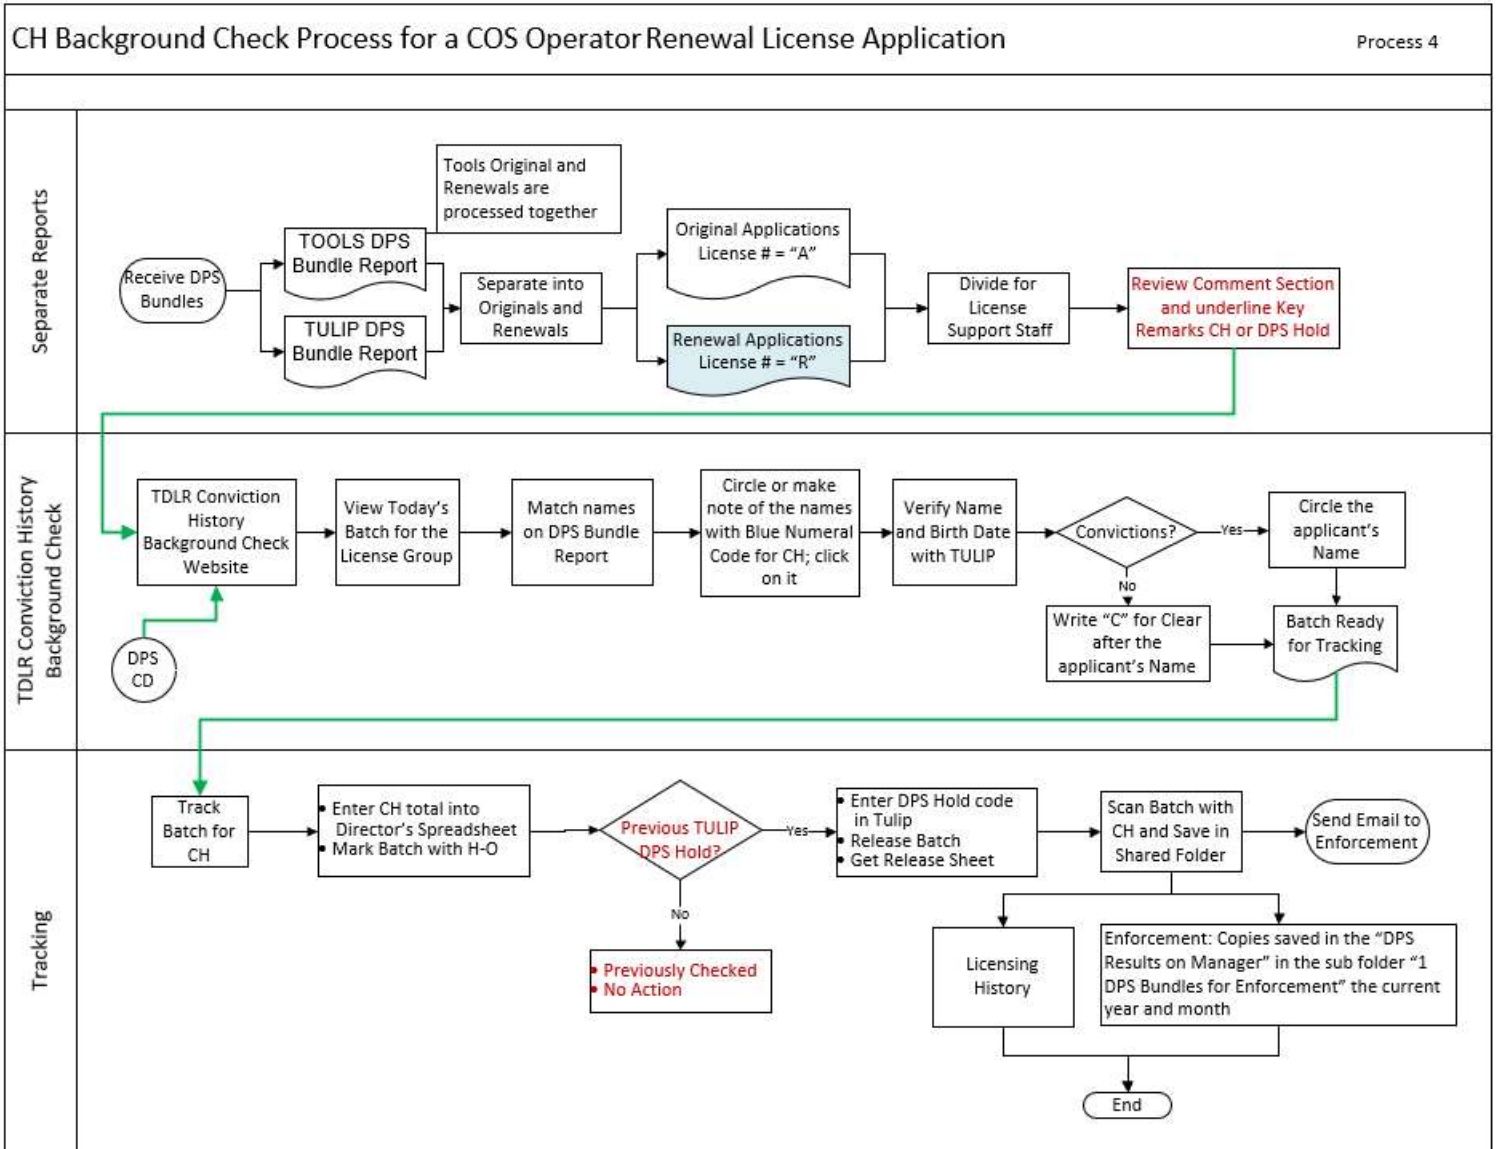 CH Background Check Process for a COS Operator Renewal License Application
Process 4
Separate Reports
Receive DPS
Bundles
TOOLS DPS
Bundle Report
TULIP DPS
Bundle Report
Tools Original and
Renewals are
processed together
Separate into
Originals and
Renewals
Original Applications
License # = “A”
Renewal Applications
License # = “R”
Divide for
License
Support Staff
Review Comment Section
and underline Key
Remarks CH or DPS Hold
TDLR Conviction History
Background Check
TDLR Conviction
History
Background Check
Website
DPS
CD
View Today’s
Batch for the
License Group
Match names
on DPS Bundle
Report
Circle or make
note of the names
with Blue Numeral
Code for CH; click
on it
Verify Name
and Birth Date
with TULIP
Convictions?
Yes
No
Circle the
applicant’s
Name
Write “C” for Clear
after the
applicant’s Name
Batch Ready
for Tracking
Tracking
Track
Batch for
CH
• Enter CH total into
Director’s Spreadsheet
• Mark Batch with H-O
Previous TULIP
DPS Hold?
Yes
No
• Previously Checked
• No Action
• Enter DPS Hold code
in Tulip
• Release Batch
• Get Release Sheet
Scan Batch with
CH and Save in
Shared Folder
Send Email to
Enforcement
Licensing
History
Enforcement: Copies saved in the “DPS
Results on Manager” in the sub folder “1
DPS Bundles for Enforcement” the current
year and month
End